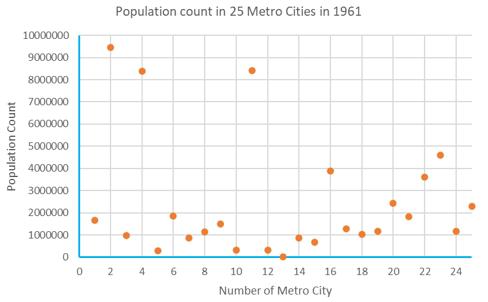 Population count in 25 Metro Cities in 1961
10000000
9000000
8000000
7000000
6000000
5000000
4000000
3000000
2000000
1000000
0
Population Count
0 2 4 6 8 10 12 14 16 18 20 22 24
Number of Metro City